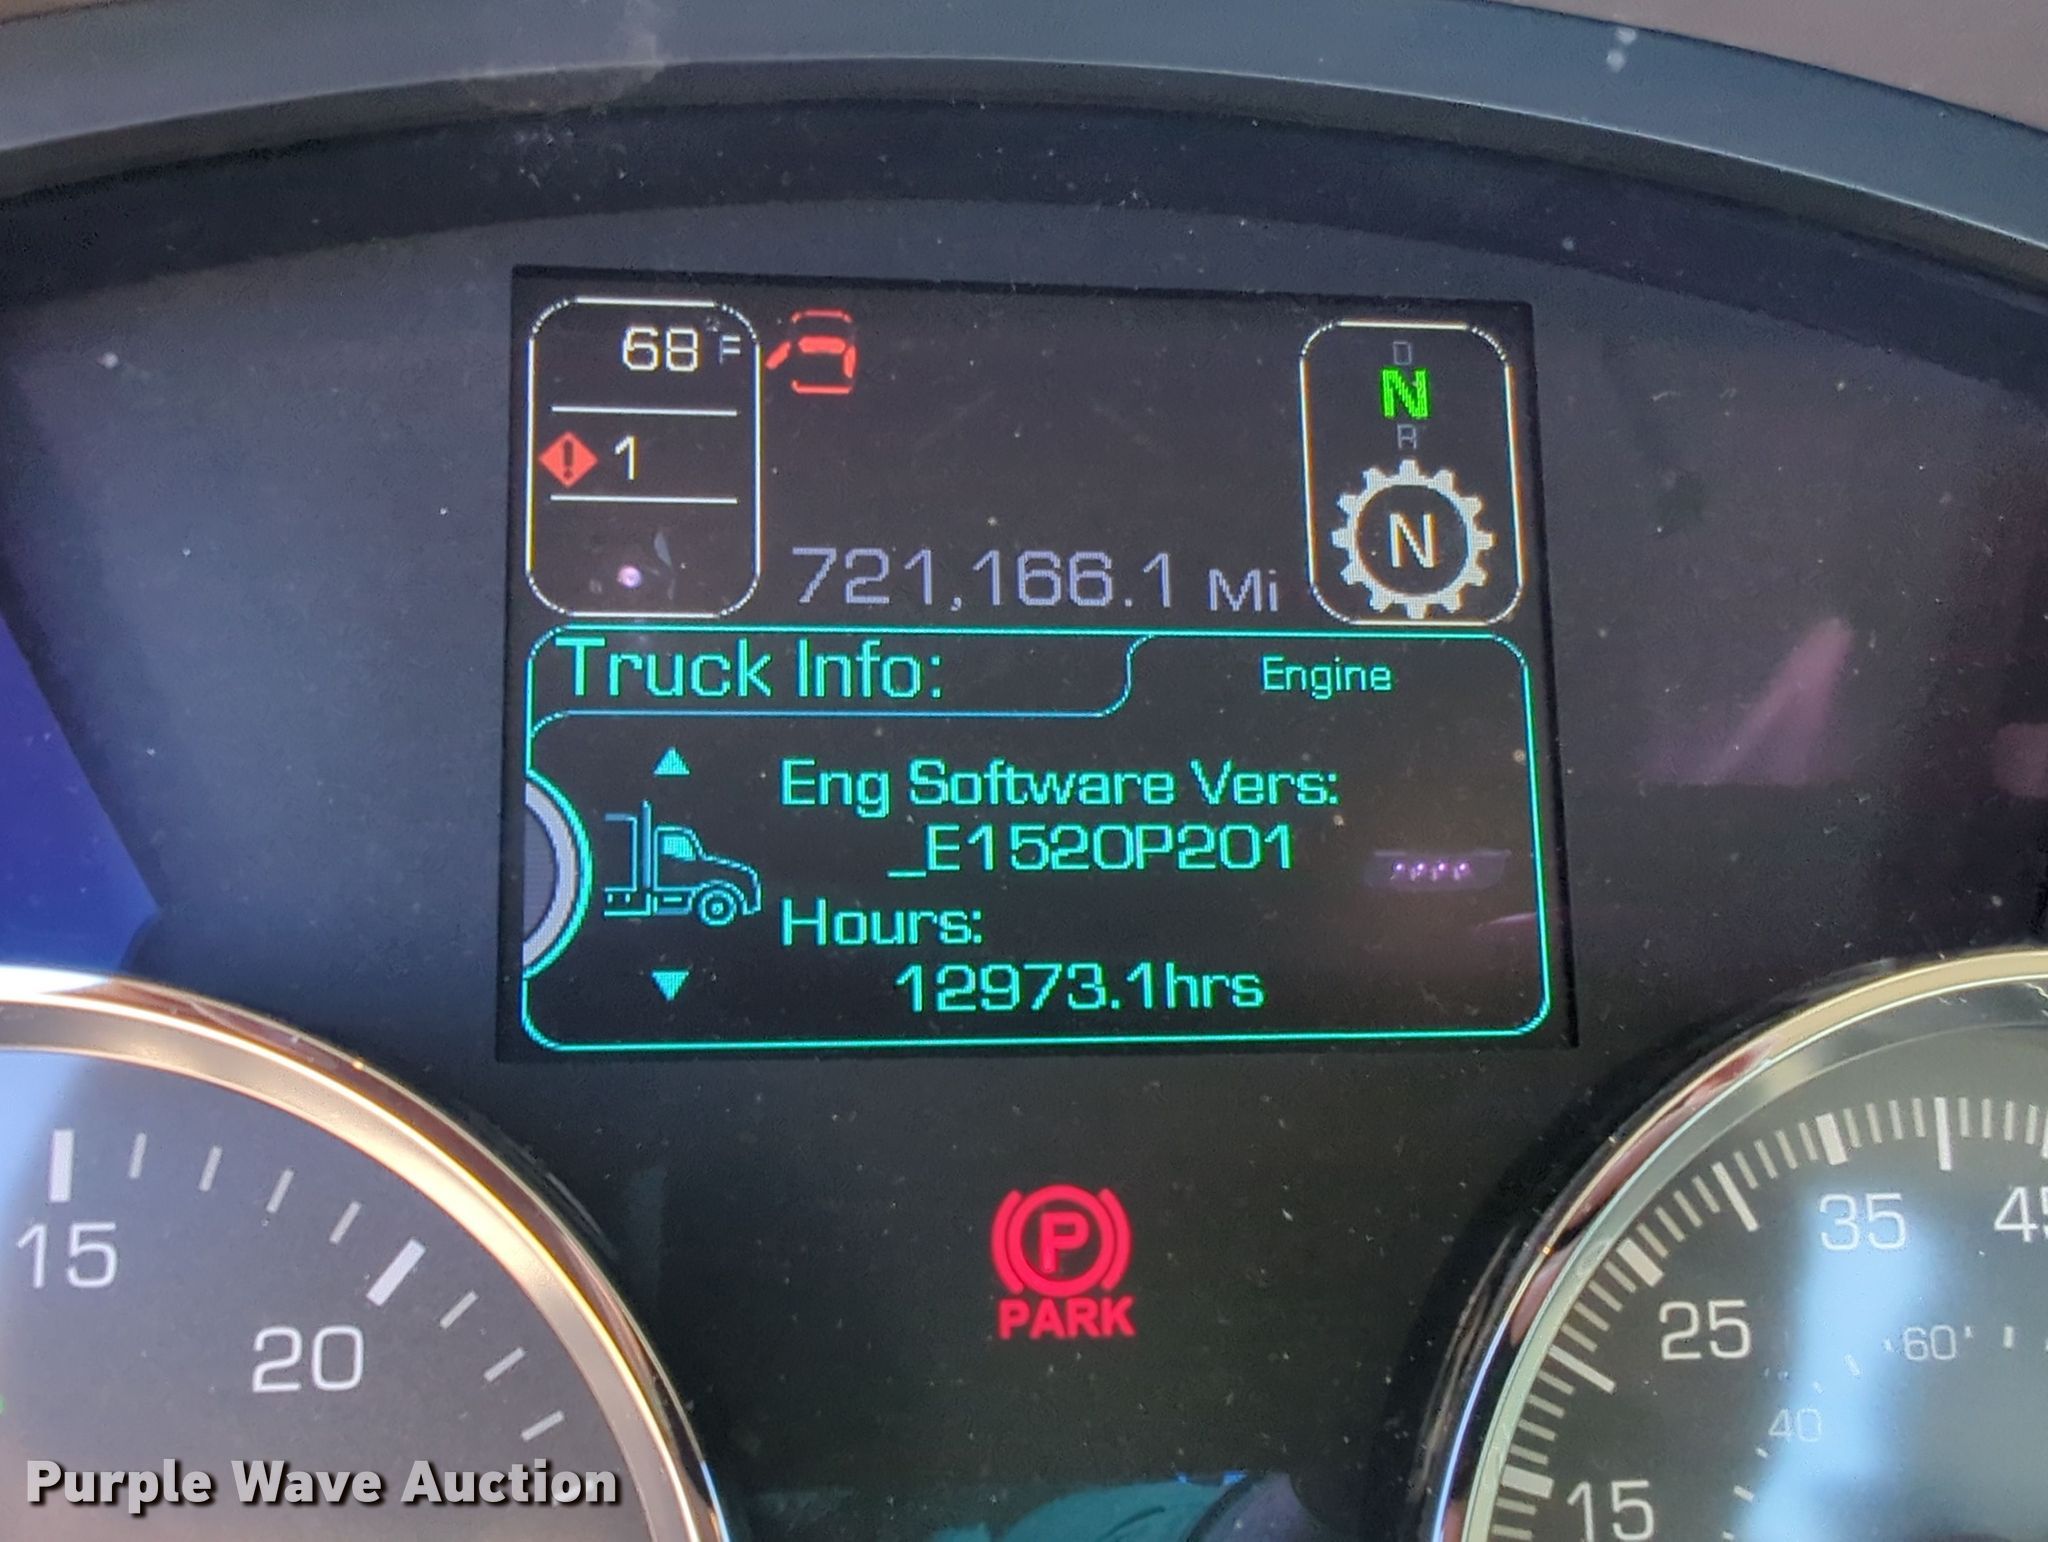 68°F
D
N
R
1
N
721,166.1 Mi
Truck Info:
Engine
Eng Software Vers:
_E1520P201
Hours:
12973.1hrs
P
PARK
15
20
15
25
35
40
60
Purple Wave Auction